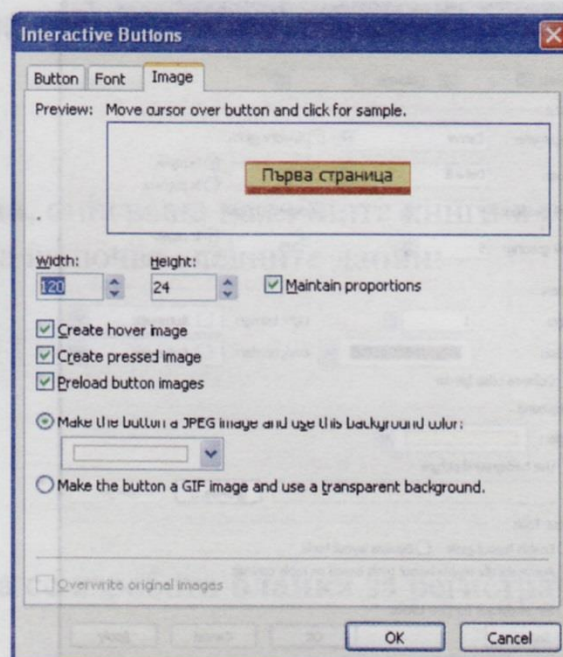 Interactive Buttons
Button Font Image
Preview: Move cursor over button and click for sample.
Първа страница
Width: Height:
120 24 Maintain proportions
Create hover image
Create pressed image
Preload button images
Make the button a JPEG image and use this background color:
Make the button a GIF image and use a transparent background.
Overwrite original images
OK Cancel